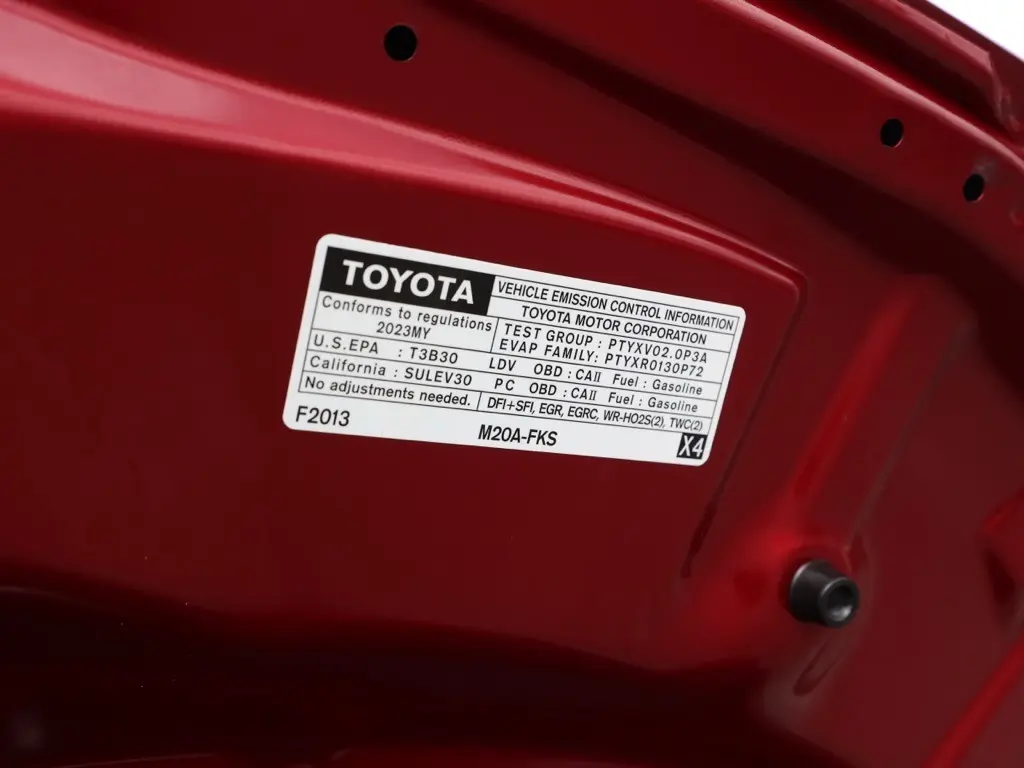 TOYOTA
VEHICLE EMISSION CONTROL INFORMATION
TOYOTA MOTOR CORPORATION
Conforms to regulations
2023MY
TEST GROUP : PTYXV02.0P3A
EVAP FAMILY: PTYXR0130P72
U.S.EPA : T3B30 LDV OBD : CAII Fuel : Gasoline
California : SULEV30 PC OBD : CAII Fuel : Gasoline
No adjustments needed. DFI+SFI, EGR, EGRC, WR-HO2S(2), TWC(2)
F2013 M20A-FKS X4